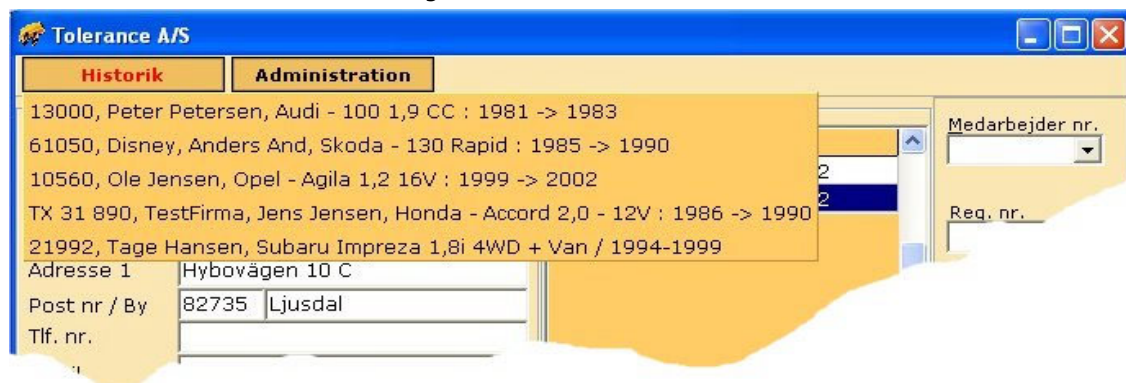 Tolerance A/S
Historik Administration
13000, Peter Petersen, Audi - 100 1,9 CC : 1981 -> 1983
61050, Disney, Anders And, Skoda - 130 Rapid : 1985 -> 1990
10560, Ole Jensen, Opel - Agila 1,2 16V : 1999 -> 2002
TX 31 890, TestFirma, Jens Jensen, Honda - Accord 2,0 - 12V : 1986 -> 1990
21992, Tage Hansen, Subaru Impreza 1,8i 4WD + Van / 1994-1999
Medarbejder nr.
2
2
Reg. nr.
Adresse 1 Hybovägen 10 C
Post nr / By 82735 Ljusdal
Tlf. nr.